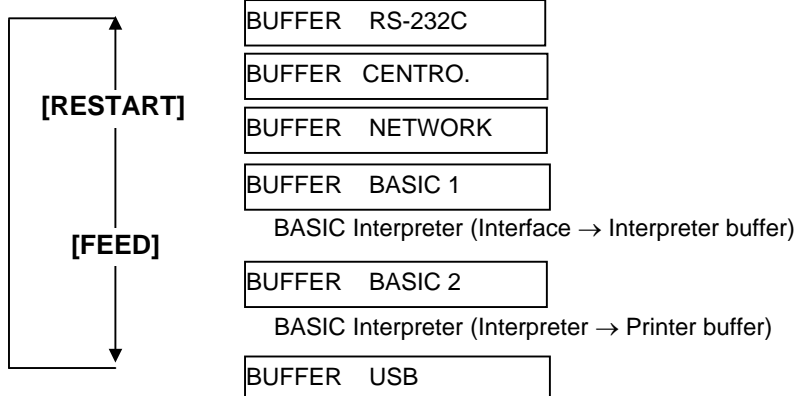 BUFFER RS-232C
BUFFER CENTRO.
[RESTART]
BUFFER NETWORK
BUFFER BASIC 1
BASIC Interpreter (Interface → Interpreter buffer)
[FEED]
BUFFER BASIC 2
BASIC Interpreter (Interpreter → Printer buffer)
BUFFER USB